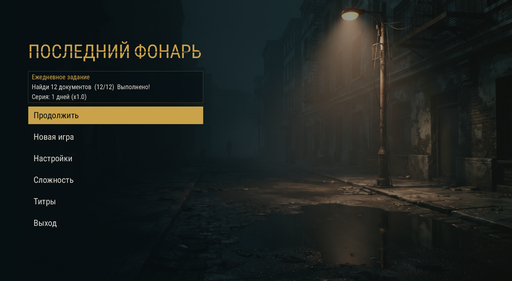 ПОСЛЕДНИЙ ФОНАРЬ
Ежедневное задание
Найди 12 документов (12/12) Выполнено!
Серия: 1 дней (x1.0)
Продолжить
Новая игра
Настройки
Сложность
Титры
Выход